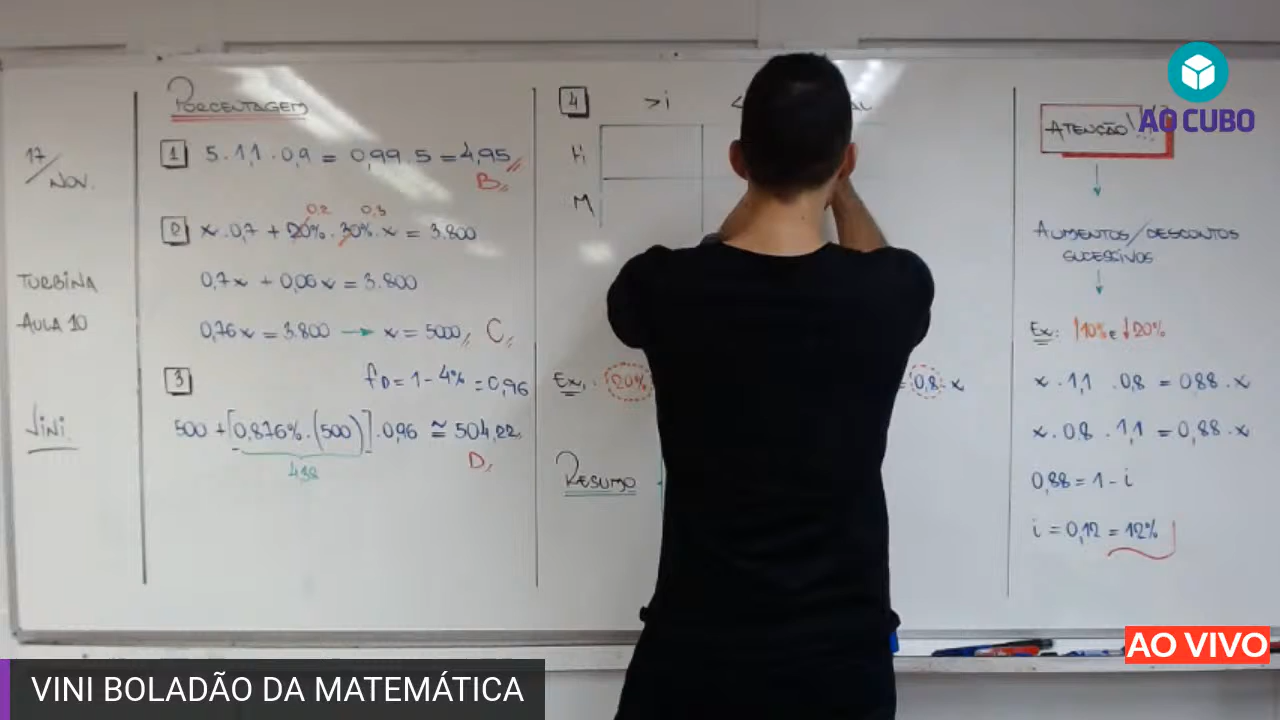 17/NOV.
TURBINA
AULA 10
Vini.
PORCENTAGEM
1 5 . 1,1 . 0,9 = 0,99 . 5 = 4,95
B
0,2 0,3
2 x . 0,7 + 20% . 30% . x = 3.800
0,7x + 0,06x = 3.800
0,76x = 3.800 → x = 5000 C
3
fD = 1 - 4% = 0,96
500 + [0,876% . (500)] . 0,96 ≅ 504,22
438
D
4 >i
H
M
Ex.: 20%
= 0,8 . x
RESUMO
ATENÇÃO!
↓
AUMENTOS/DESCONTOS
SUCESSIVOS
↓
Ex: ↑10% e ↓20%
x . 1,1 . 0,8 = 0,88 . x
x . 0,8 . 1,1 = 0,88 . x
0,88 = 1 - i
i = 0,12 = 12%
AO CUBO
AO VIVO
VINI BOLADÃO DA MATEMÁTICA